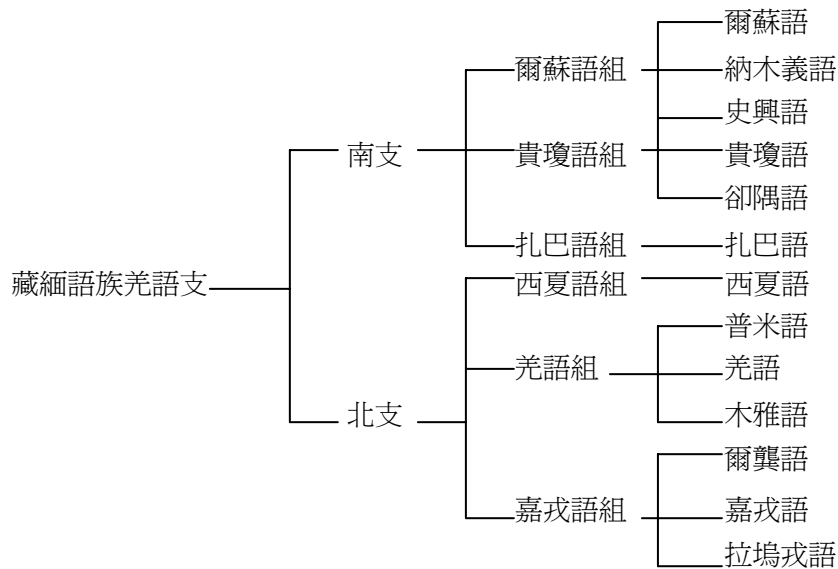 爾蘇語
爾蘇語組 納木義語
史興語
南支 貴瓊語組 貴瓊語
卻隅語
扎巴語組 扎巴語
藏緬語族羌語支 西夏語組 西夏語
普米語
羌語組 羌語
北支 木雅語
爾龔語
嘉戎語組 嘉戎語
拉塢戎語